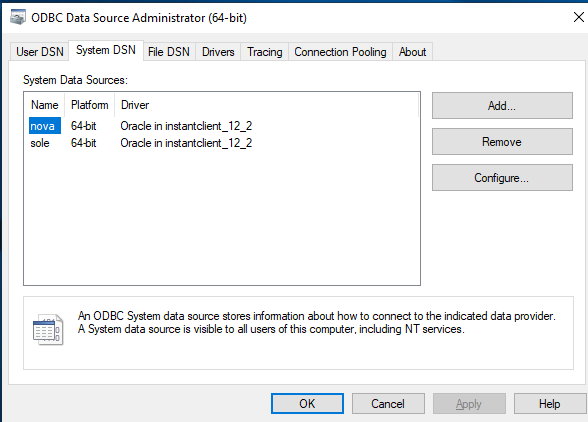 ODBC Data Source Administrator (64-bit)
User DSN System DSN File DSN Drivers Tracing Connection Pooling About
System Data Sources:
Name Platform Driver
nova 64-bit Oracle in instantclient_12_2
sole 64-bit Oracle in instantclient_12_2
Add...
Remove
Configure...
An ODBC System data source stores information about how to connect to the indicated data provider.
A System data source is visible to all users of this computer, including NT services.
OK Cancel Apply Help